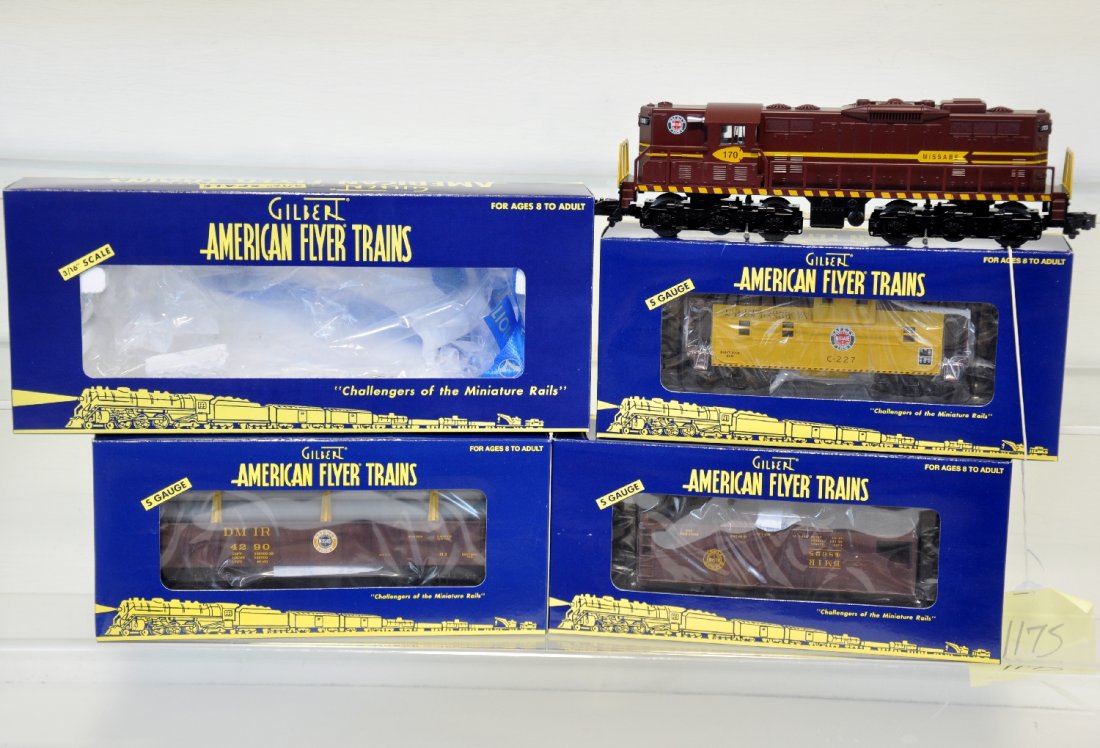 170
MISSABE
GILBERT
AMERICAN FLYER TRAINS
FOR AGES 8 TO ADULT
3/16" SCALE
"Challengers of the Miniature Rails"
GILBERT
AMERICAN FLYER TRAINS
FOR AGES 8 TO ADULT
S GAUGE
C-227
"Challengers of the Miniature Rails"
GILBERT
AMERICAN FLYER TRAINS
FOR AGES 8 TO ADULT
S GAUGE
DM IR
4290
"Challengers of the Miniature Rails"
GILBERT
AMERICAN FLYER TRAINS
FOR AGES 8 TO ADULT
S GAUGE
DMIR
48625
"Challengers of the Miniature Rails"
1175